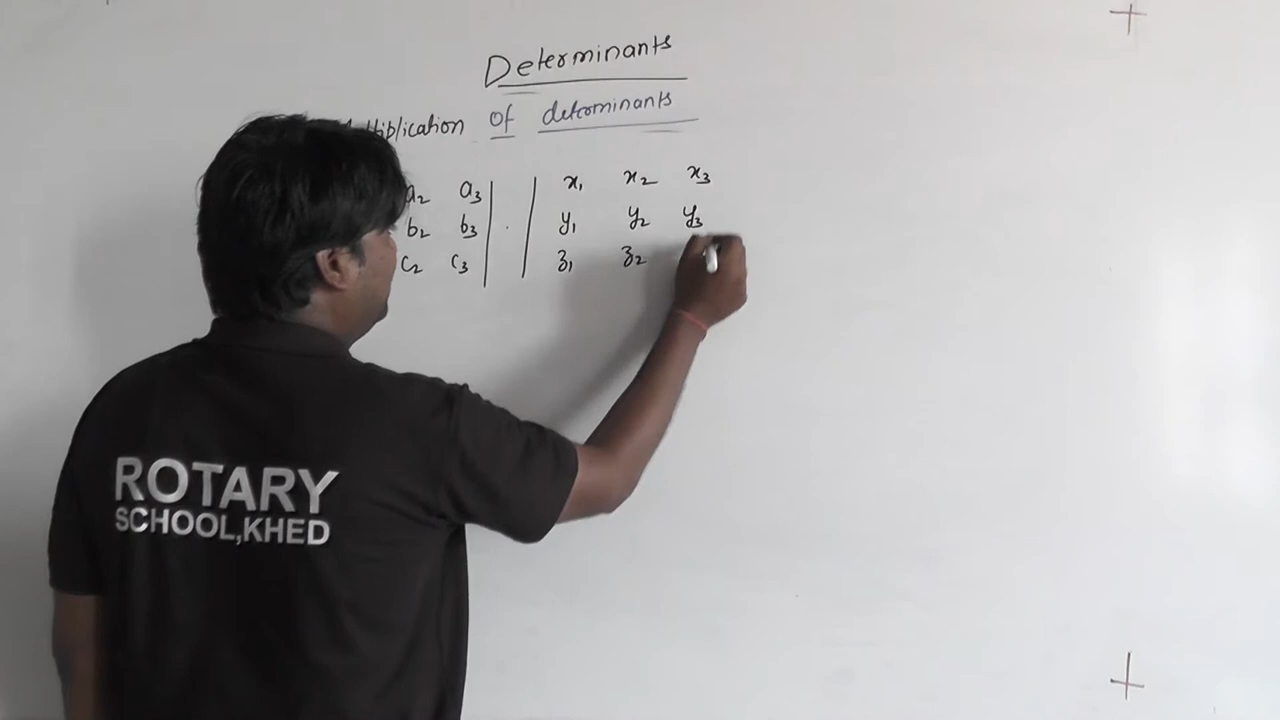 Determinants
of determinants
a₂ a₃ | . | x₁ x₂ x₃
b₂ b₃ | . | y₁ y₂ y₃
c₂ c₃ | | z₁ z₂
ROTARY
SCHOOL,KHED